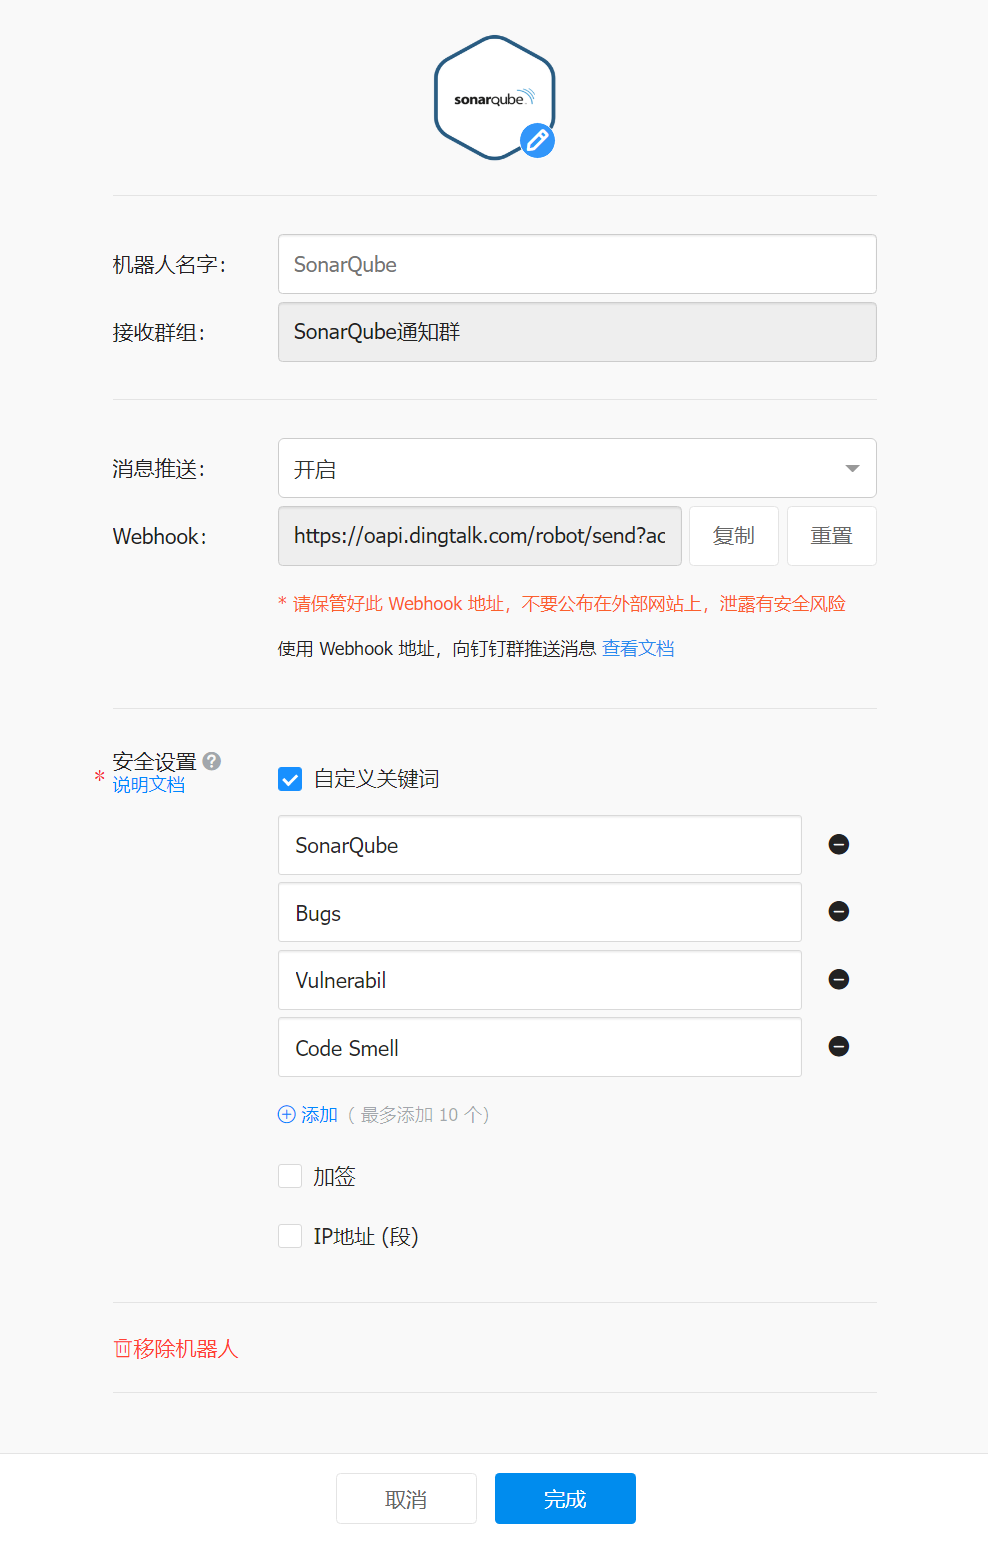 sonarqube
机器人名字:
SonarQube
接收群组:
SonarQube通知群
消息推送:
开启
Webhook:
https://oapi.dingtalk.com/robot/send?ac
复制
重置
* 请保管好此 Webhook 地址，不要公布在外部网站上，泄露有安全风险
使用 Webhook 地址，向钉钉群推送消息 查看文档
安全设置 ?
* 说明文档
自定义关键词
SonarQube
Bugs
Vulnerabil
Code Smell
添加（ 最多添加 10 个）
加签
IP地址 (段)
移除机器人
取消
完成